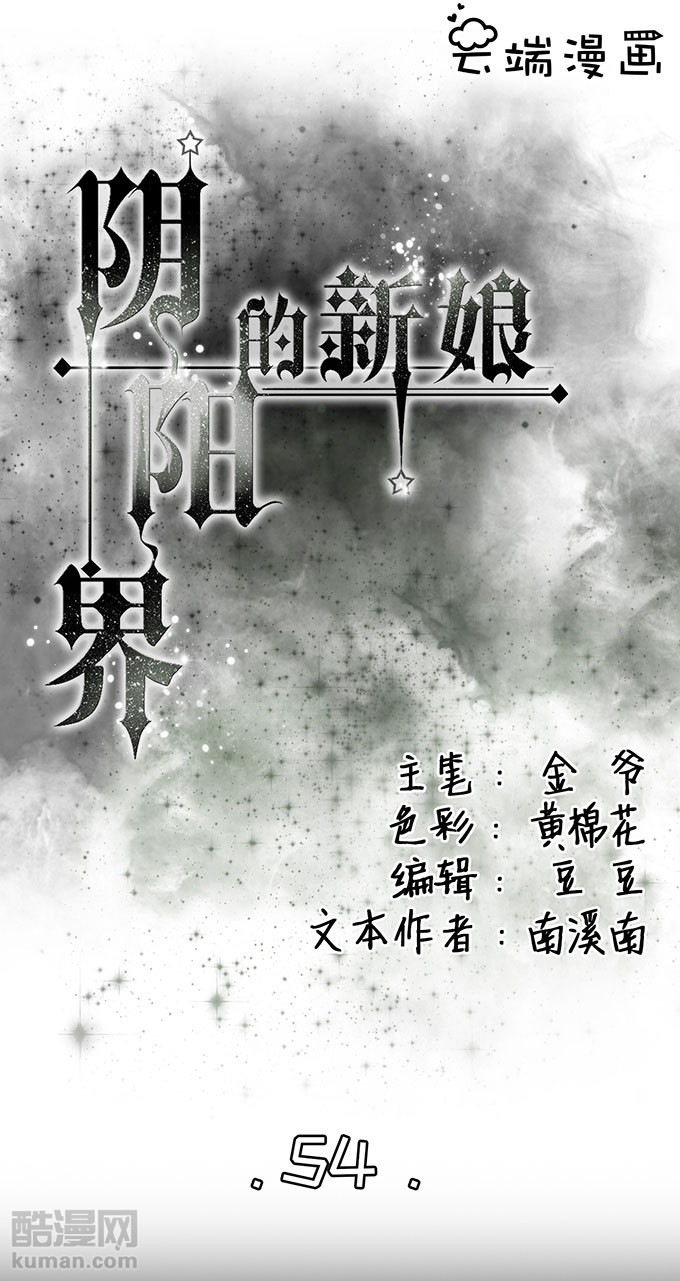 云端漫画
阴阳界的新娘
主笔：金爷
色彩：黄棉花
编辑：豆豆
文本作者：南溪南
.54.
酷漫网
kuman.com